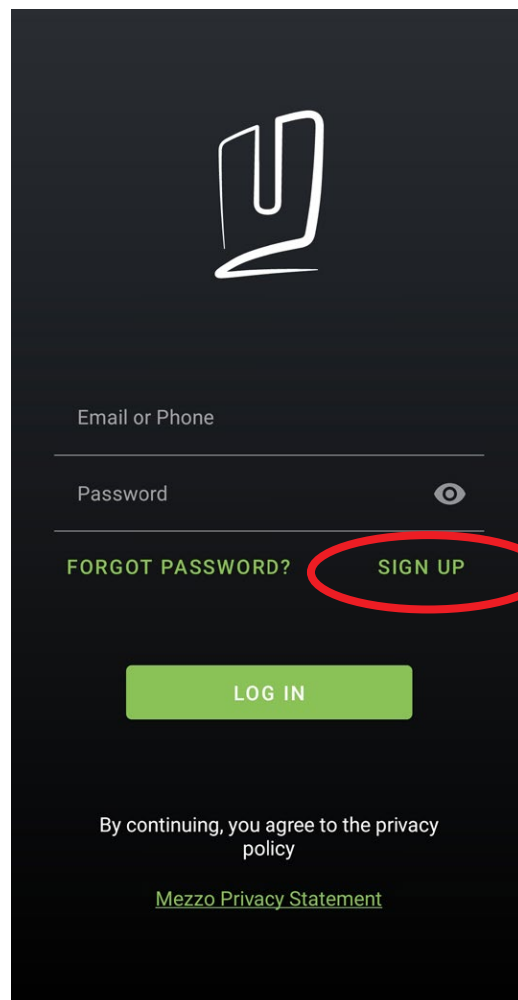 Email or Phone
Password
FORGOT PASSWORD? SIGN UP
LOG IN
By continuing, you agree to the privacy
policy
Mezzo Privacy Statement